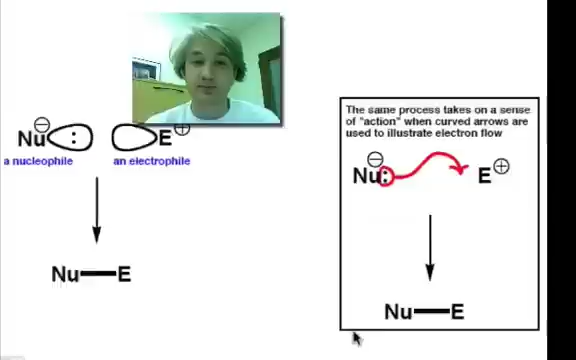 Nu⊖ : E⊕
a nucleophile an electrophile
Nu—E
The same process takes on a sense
of "action" when curved arrows are
used to illustrate electron flow
Nu:⊖ E⊕
Nu—E